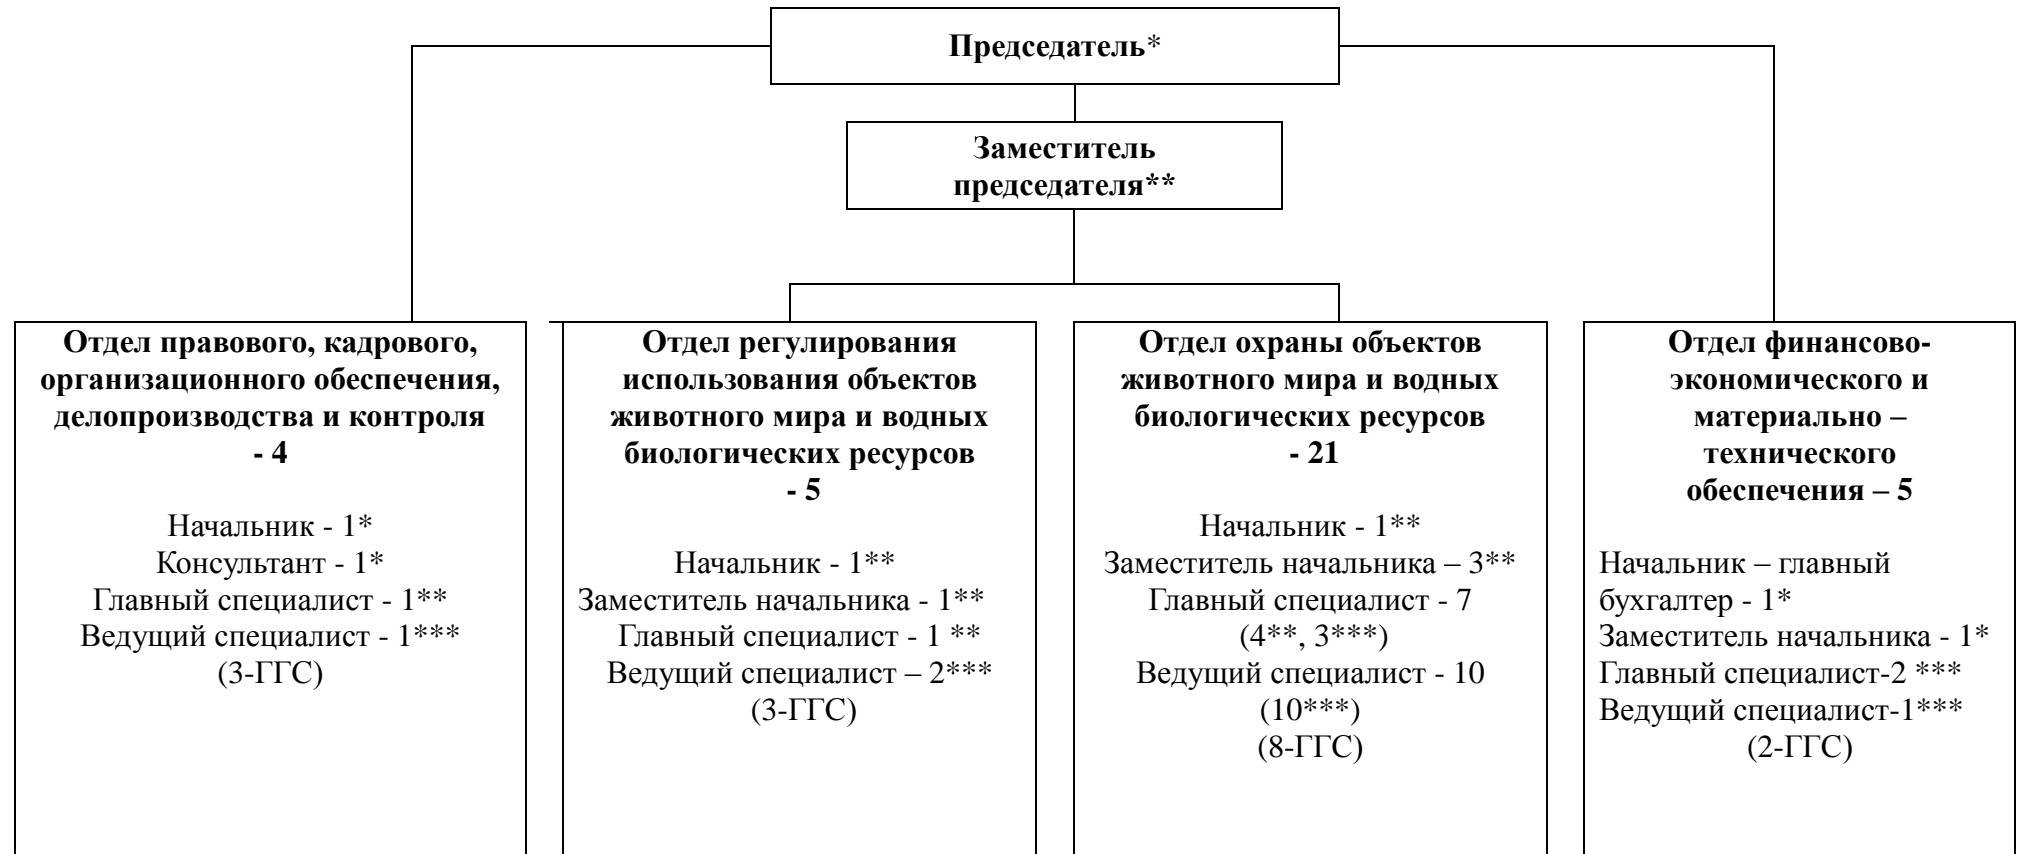 Председатель*
Заместитель
председателя**
Отдел правового, кадрового,
организационного обеспечения,
делопроизводства и контроля
- 4
Начальник - 1*
Консультант - 1*
Главный специалист - 1**
Ведущий специалист - 1***
(3-ГГС)
Отдел регулирования
использования объектов
животного мира и водных
биологических ресурсов
- 5
Начальник - 1**
Заместитель начальника - 1**
Главный специалист - 1 **
Ведущий специалист – 2***
(3-ГГС)
Отдел охраны объектов
животного мира и водных
биологических ресурсов
- 21
Начальник - 1**
Заместитель начальника – 3**
Главный специалист - 7
(4**, 3***)
Ведущий специалист - 10
(10***)
(8-ГГС)
Отдел финансово-
экономического и
материально –
технического
обеспечения – 5
Начальник – главный
бухгалтер - 1*
Заместитель начальника - 1*
Главный специалист-2 ***
Ведущий специалист-1***
(2-ГГС)